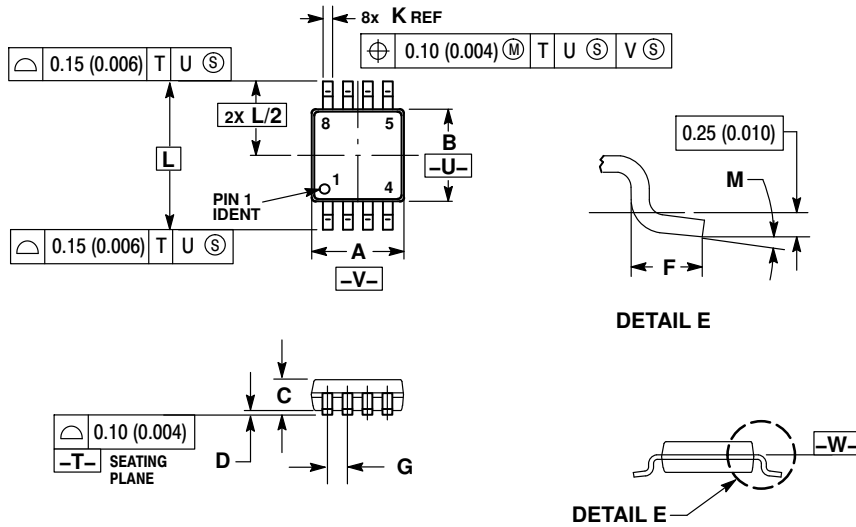 8x K REF
⊕ 0.10 (0.004) Ⓜ T U Ⓢ V Ⓢ
⌓ 0.15 (0.006) T U Ⓢ
2X L/2
8 5
B
–U–
L
PIN 1
IDENT
1
4
⌓ 0.15 (0.006) T U Ⓢ
A
–V–
0.25 (0.010)
M
F
DETAIL E
C
⌓ 0.10 (0.004)
–T– SEATING
PLANE
D
G
–W–
DETAIL E